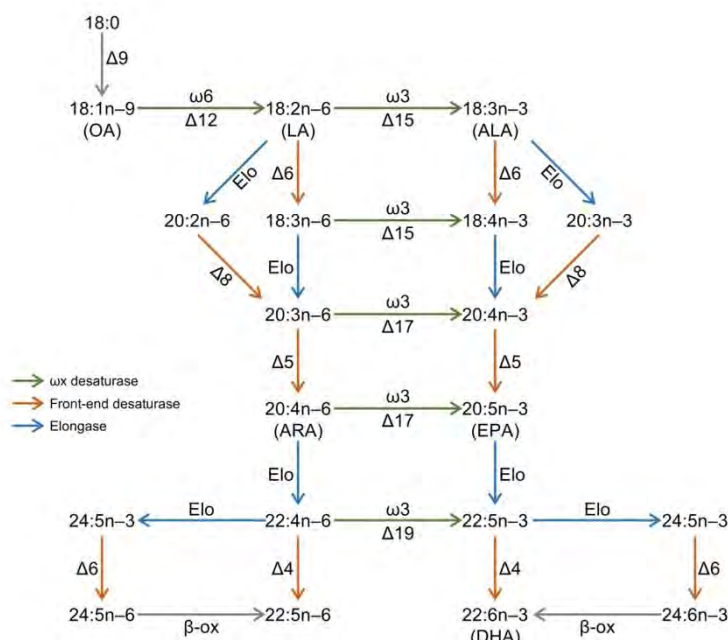 18:0
Δ9
ω6 ω3
18:1n–9 18:2n–6 18:3n–3
(OA) Δ12 (LA) Δ15 (ALA)
Elo Δ6 Δ6 Elo
ω3
20:2n–6 18:3n–6 18:4n–3 20:3n–3
Δ15
Δ8 Elo Elo Δ8
ω3
20:3n–6 20:4n–3
Δ17
ωx desaturase Δ5 Δ5
Front-end desaturase ω3
20:4n–6 20:5n–3
Elongase (ARA) Δ17 (EPA)
Elo Elo
Elo ω3 Elo
24:5n–3 22:4n–6 22:5n–3 24:5n–3
Δ19
Δ6 Δ4 Δ4 Δ6
24:5n–6 22:5n–6 22:6n–3 24:6n–3
β-ox (DHA) β-ox